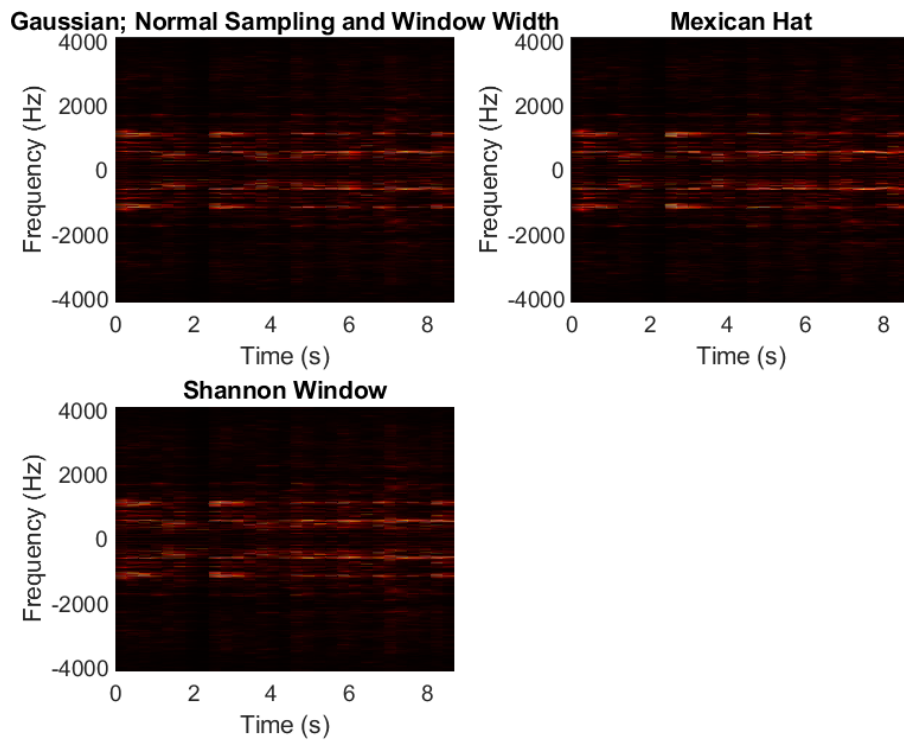 Gaussian; Normal Sampling and Window Width
4000
2000
0
-2000
-4000
Frequency (Hz)
0 2 4 6 8
Time (s)
Mexican Hat
4000
2000
0
-2000
-4000
Frequency (Hz)
0 2 4 6 8
Time (s)
Shannon Window
4000
2000
0
-2000
-4000
Frequency (Hz)
0 2 4 6 8
Time (s)